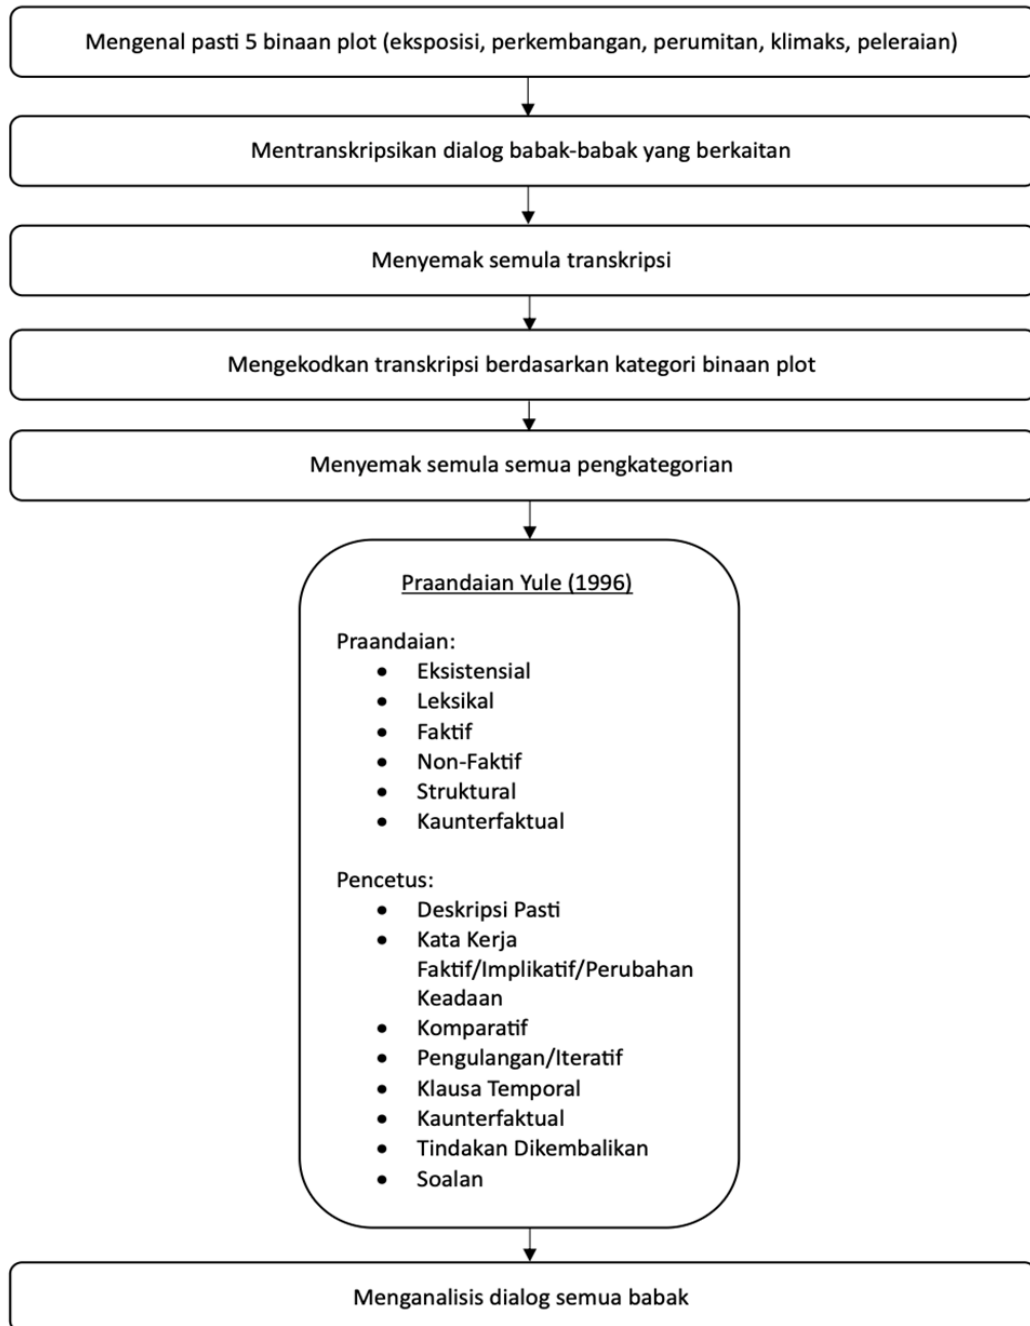 Mengenal pasti 5 binaan plot (eksposisi, perkembangan, perumitan, klimaks, peleraian)
Mentranskripsikan dialog babak-babak yang berkaitan
Menyemak semula transkripsi
Mengekodkan transkripsi berdasarkan kategori binaan plot
Menyemak semula semua pengkategorian
Praandaian Yule (1996)
Praandaian:
• Eksistensial
• Leksikal
• Faktif
• Non-Faktif
• Struktural
• Kaunterfaktual
Pencetus:
• Deskripsi Pasti
• Kata Kerja
Faktif/Implikatif/Perubahan
Keadaan
• Komparatif
• Pengulangan/Iteratif
• Klausa Temporal
• Kaunterfaktual
• Tindakan Dikembalikan
• Soalan
Menganalisis dialog semua babak